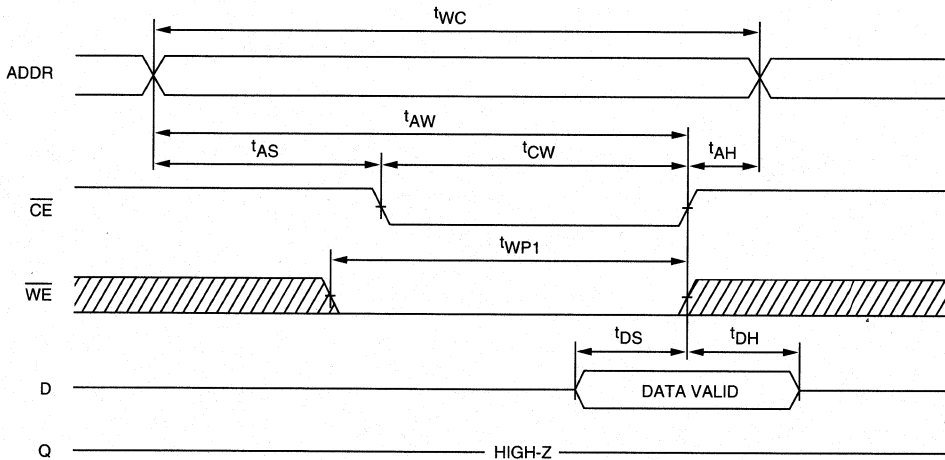 tWC
ADDR
tAW
tAS tCW tAH
CE
tWP1
WE
tDS tDH
D DATA VALID
Q HIGH-Z